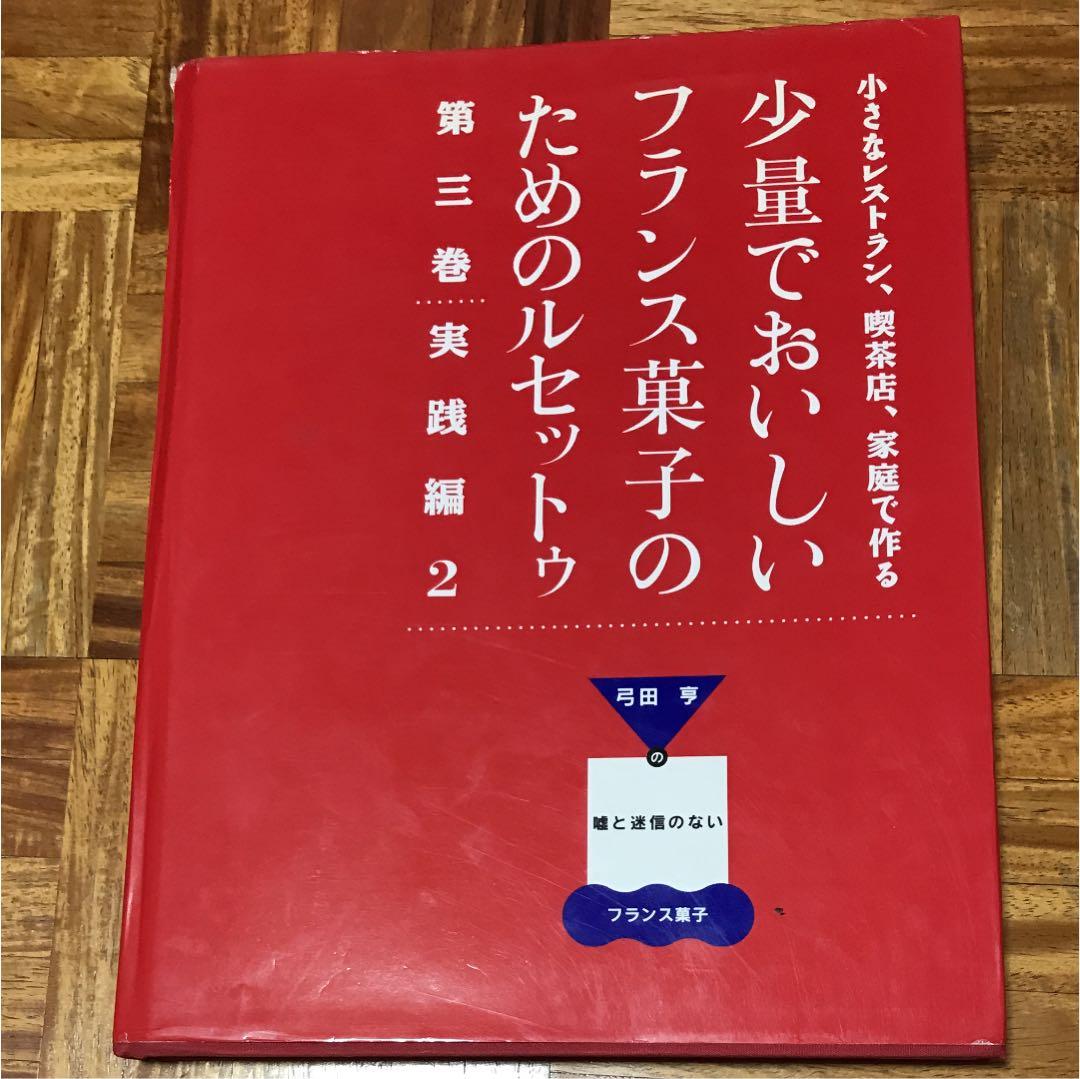 小さなレストラン、喫茶店、家庭で作る
少量でおいしい
フランス菓子の
ためのルセットゥ
第三巻実践編2
弓田 亨
の
嘘と迷信のない
フランス菓子